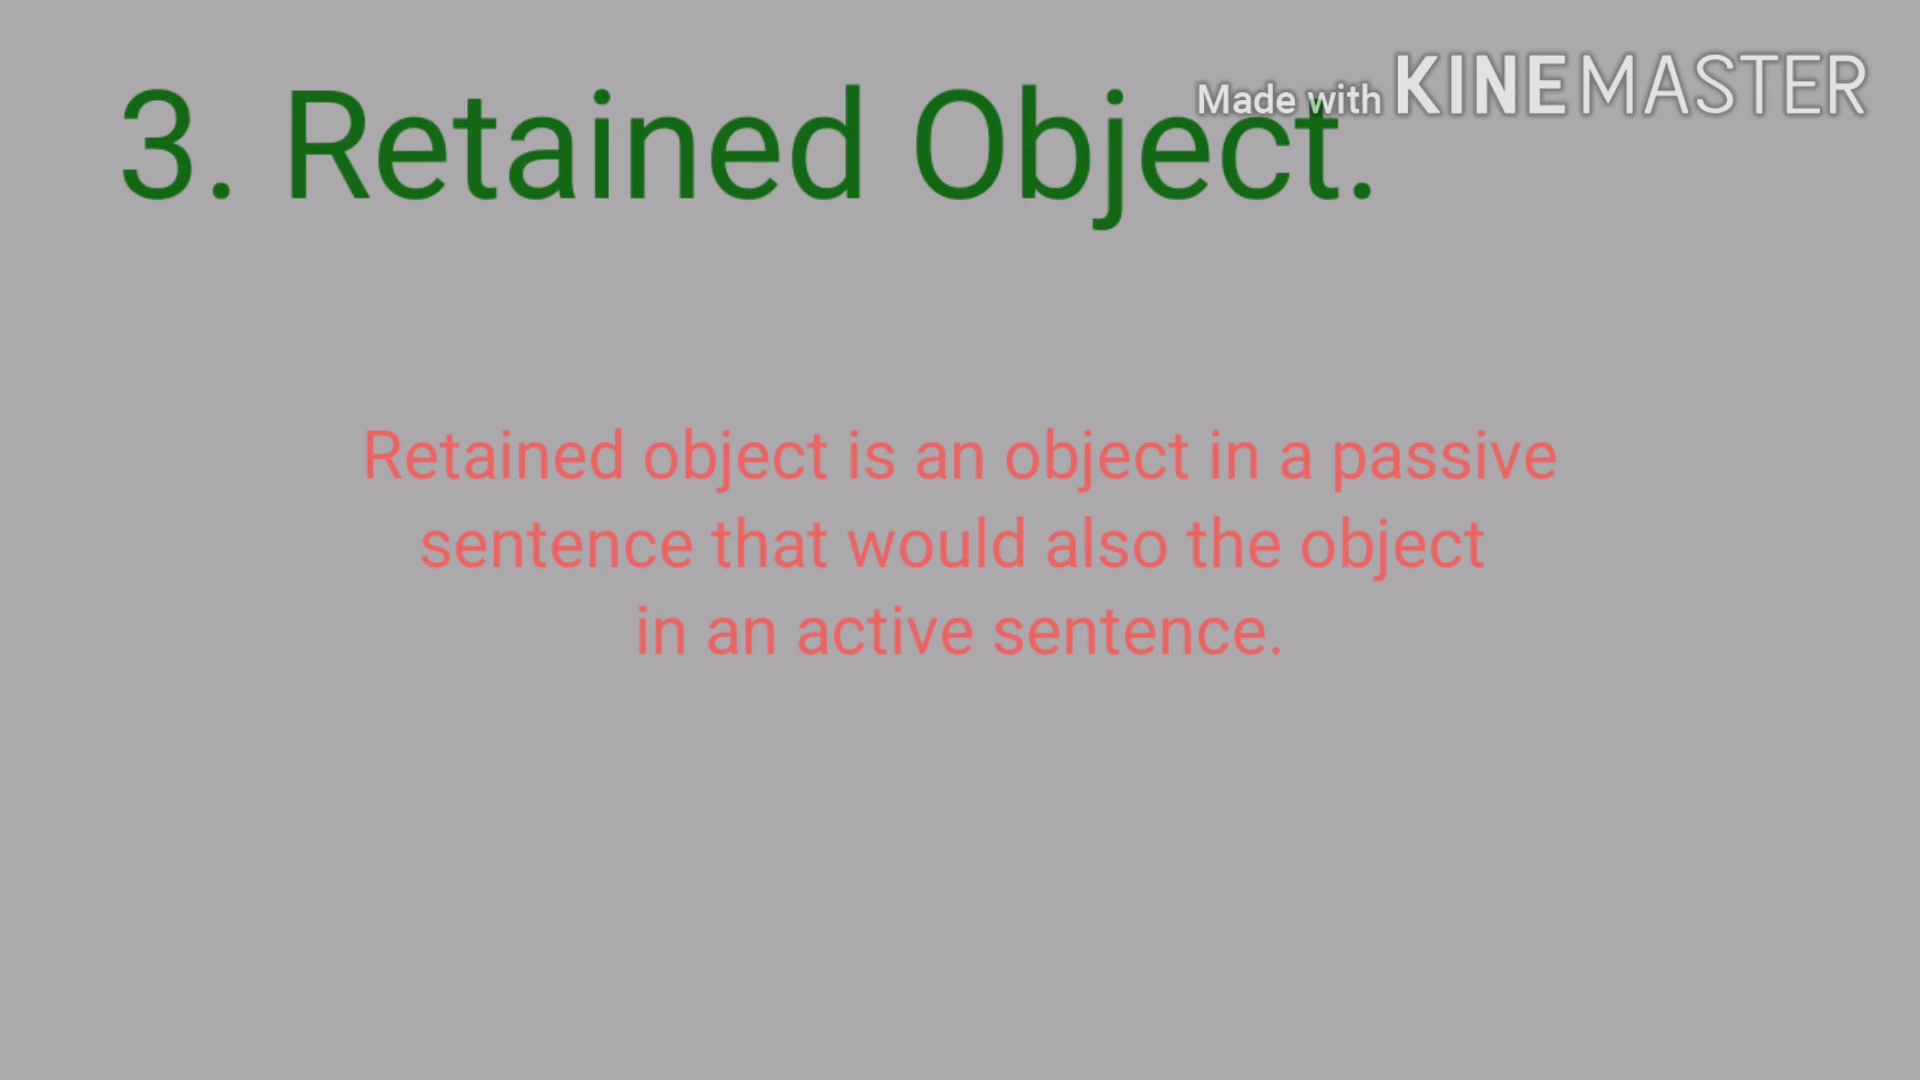 Made with KINEMASTER
3. Retained Object.
Retained object is an object in a passive
sentence that would also the object
in an active sentence.